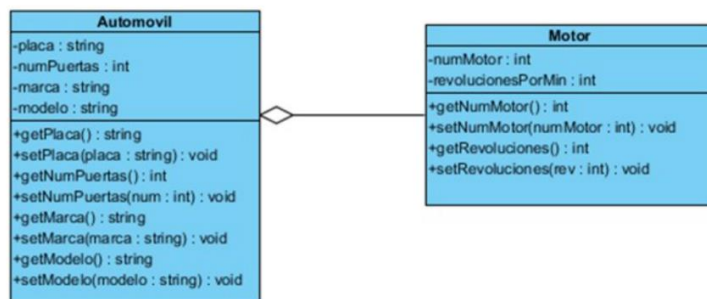 Automovil
-placa : string
-numPuertas : int
-marca : string
-modelo : string
+getPlaca() : string
+setPlaca(placa : string) : void
+getNumPuertas() : int
+setNumPuertas(num : int) : void
+getMarca() : string
+setMarca(marca : string) : void
+getModelo() : string
+setModelo(modelo : string) : void
Motor
-numMotor : int
-revolucionesPorMin : int
+getNumMotor() : int
+setNumMotor(numMotor : int) : void
+getRevoluciones() : int
+setRevoluciones(rev : int) : void